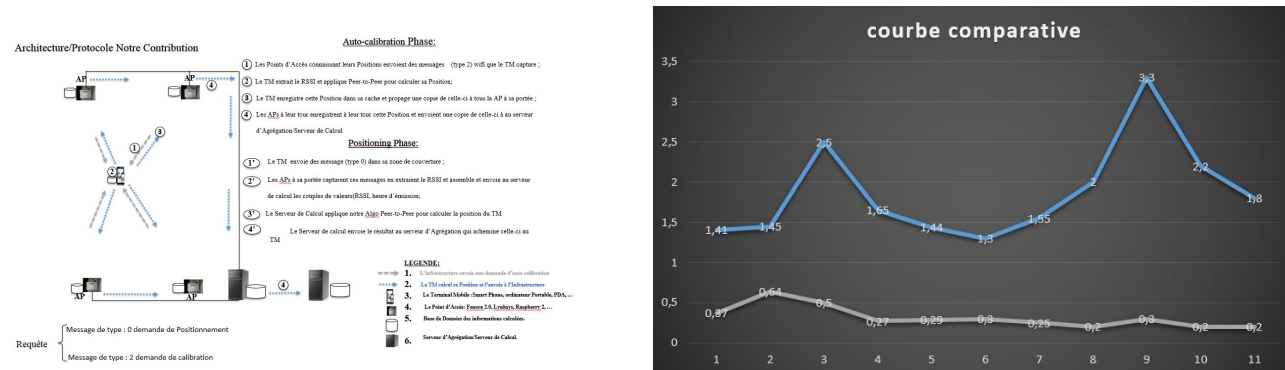 Architecture/Protocole Notre Contribution
AP
AP
4
3
1
2
AP
AP
4
Auto-calibration Phase:
1 Les Points d'Accès connaissant leurs Positions envoient des messages (type 2) wifi que le TM capture ;
2 Le TM extrait le RSSI et applique Peer-to-Peer pour calculer sa Position;
3 Le TM enregistre cette Position dans sa cache et propage une copie de celle-ci à tous la AP à sa portée ;
4 Les APs à leur tour enregistrent à leur tour cette Position et envoient une copie de celle-ci à au serveur
d'Agrégation/Serveur de Calcul
Positioning Phase:
1' Le TM envoie des message (type 0) dans sa zone de couverture ;
2' Les APs à sa portée capturent ces messages en extraient le RSSI et assemble et envoie au serveur
de calcul les couples de valeurs(RSSI, heure d'émission;
3' Le Serveur de Calcul applique notre Algo Peer-to-Peer pour calculer la position du TM
4' Le Serveur de calcul envoie le résultat au serveur d'Agrégation qui achemine celle-ci au
TM
LEGENDE:
1. L'infrastructure envoie une demande d'auto-calibration
2. Le TM calcul sa Position et l'envoie à l'Infrastructure
3. Le Terminal Mobile :Smart Phone, ordinateur Portable, PDA, ...
4. Le Point d'Accès: Fonera 2.0, Lynksys, Raspberry 2, ...
5. Base de Données des informations calculées.
6. Serveur d'Agrégation/Serveur de Calcul.
Requête
Message de type : 0 demande de Positionnement
Message de type : 2 demande de calibration
courbe comparative
3,5
3
2,5
2
1,5
1
0,5
0
1,41 1,45 2,5 1,65 1,44 1,3 1,55 2 3,3 2,2 1,8
0,37 0,64 0,5 0,27 0,29 0,3 0,25 0,2 0,3 0,2 0,2
1 2 3 4 5 6 7 8 9 10 11